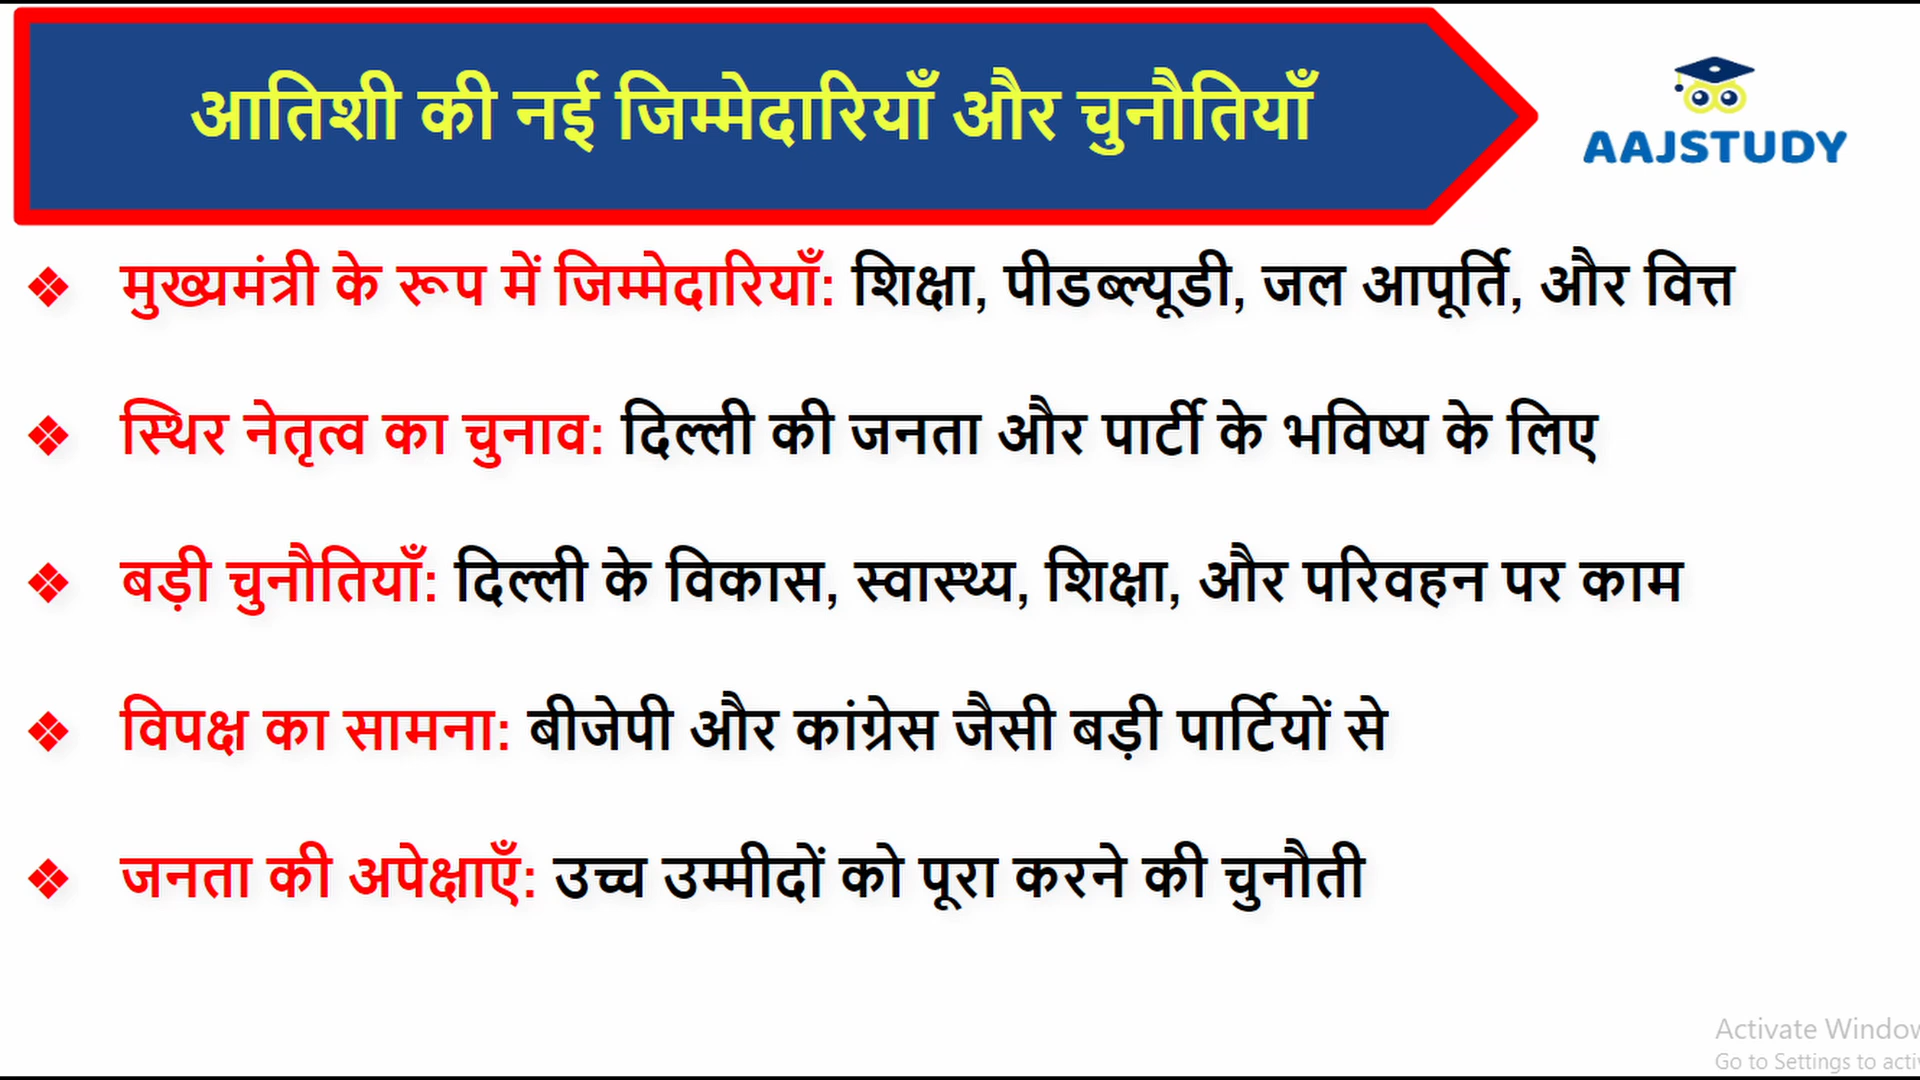 आतिशी की नई जिम्मेदारियाँ और चुनौतियाँ
AAJSTUDY
❖ मुख्यमंत्री के रूप में जिम्मेदारियाँ: शिक्षा, पीडब्ल्यूडी, जल आपूर्ति, और वित्त
❖ स्थिर नेतृत्व का चुनाव: दिल्ली की जनता और पार्टी के भविष्य के लिए
❖ बड़ी चुनौतियाँ: दिल्ली के विकास, स्वास्थ्य, शिक्षा, और परिवहन पर काम
❖ विपक्ष का सामना: बीजेपी और कांग्रेस जैसी बड़ी पार्टियों से
❖ जनता की अपेक्षाएँ: उच्च उम्मीदों को पूरा करने की चुनौती
Activate Window
Go to Settings to activ